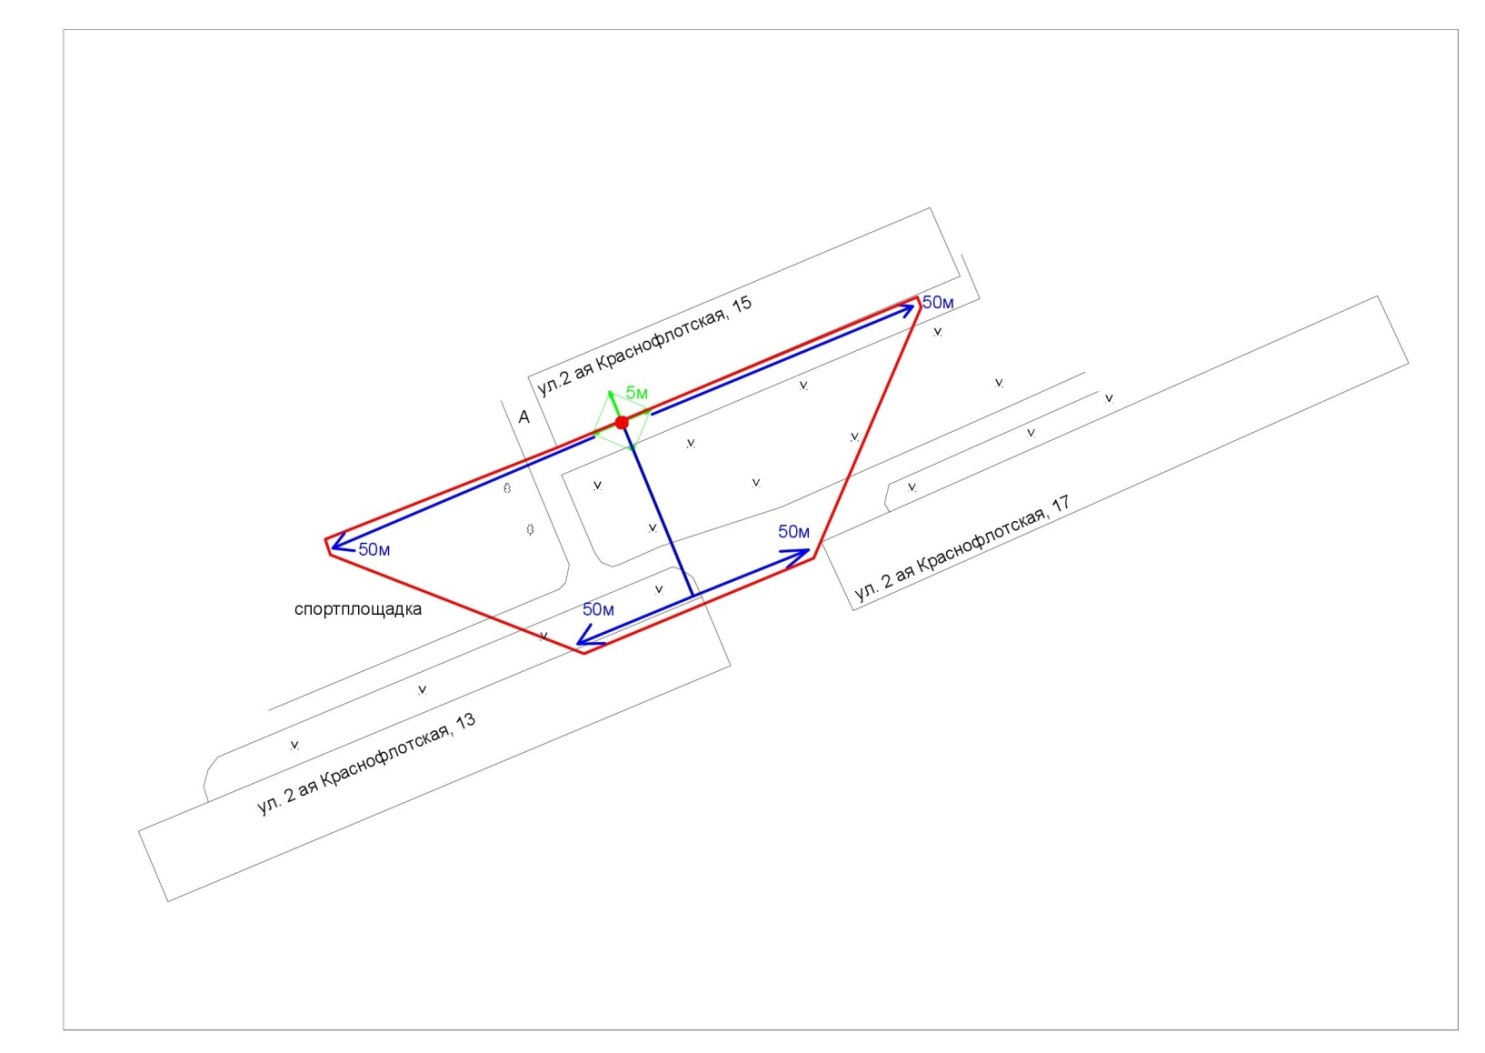 50м
ул.2 ая Краснофлотская, 15
5м
А
50м
50м
ул. 2 ая Краснофлотская, 17
50м
спортплощадка
ул. 2 ая Краснофлотская, 13